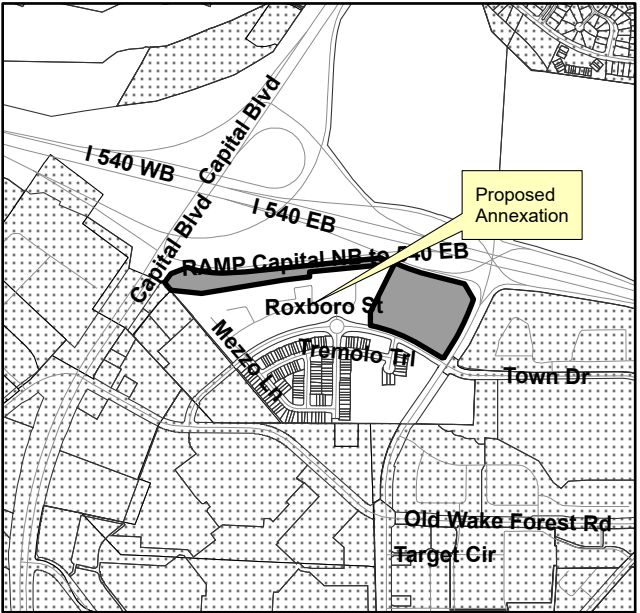 Capital Blvd
I 540 WB
Proposed
Annexation
I 540 EB
Capital Blvd
RAMP Capital NB to 540 EB
Roxboro St
Mezzo Ln
Tremolo Trl
Town Dr
Old Wake Forest Rd
Target Cir